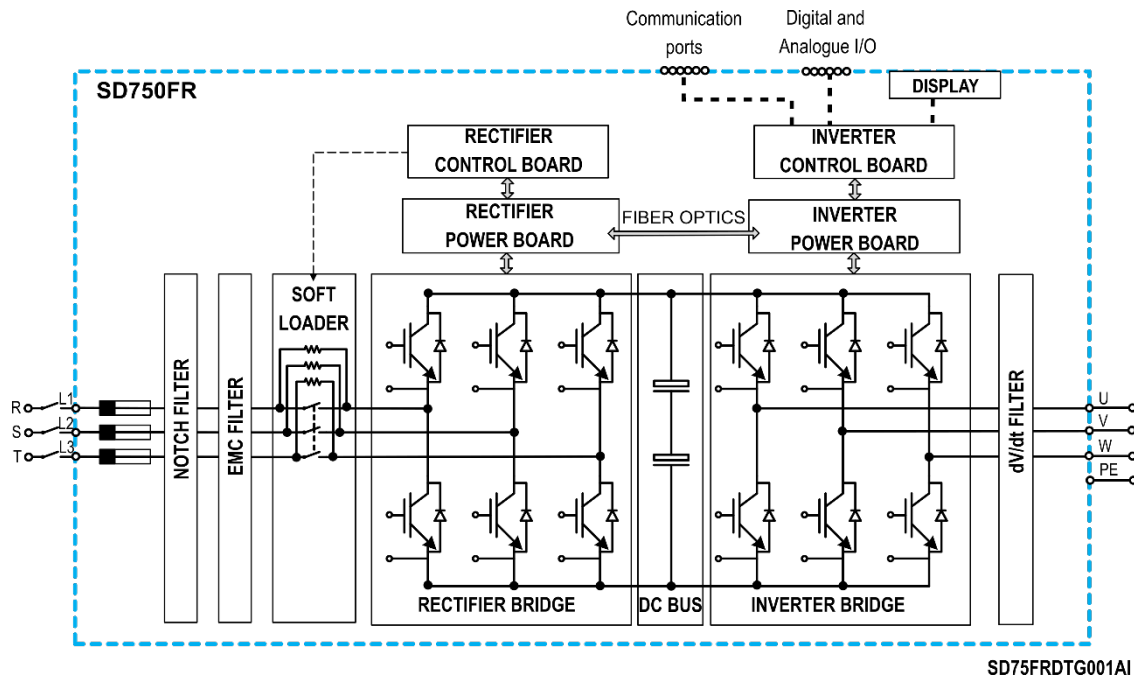 Communication
ports
Digital and
Analogue I/O
SD750FR
DISPLAY
RECTIFIER
CONTROL BOARD
INVERTER
CONTROL BOARD
RECTIFIER
POWER BOARD
FIBER OPTICS
INVERTER
POWER BOARD
NOTCH FILTER
EMC FILTER
SOFT
LOADER
dV/dt FILTER
R
L1
S
L2
T
L3
U
V
W
PE
RECTIFIER BRIDGE
DC BUS
INVERTER BRIDGE
SD75FRDTG001AI